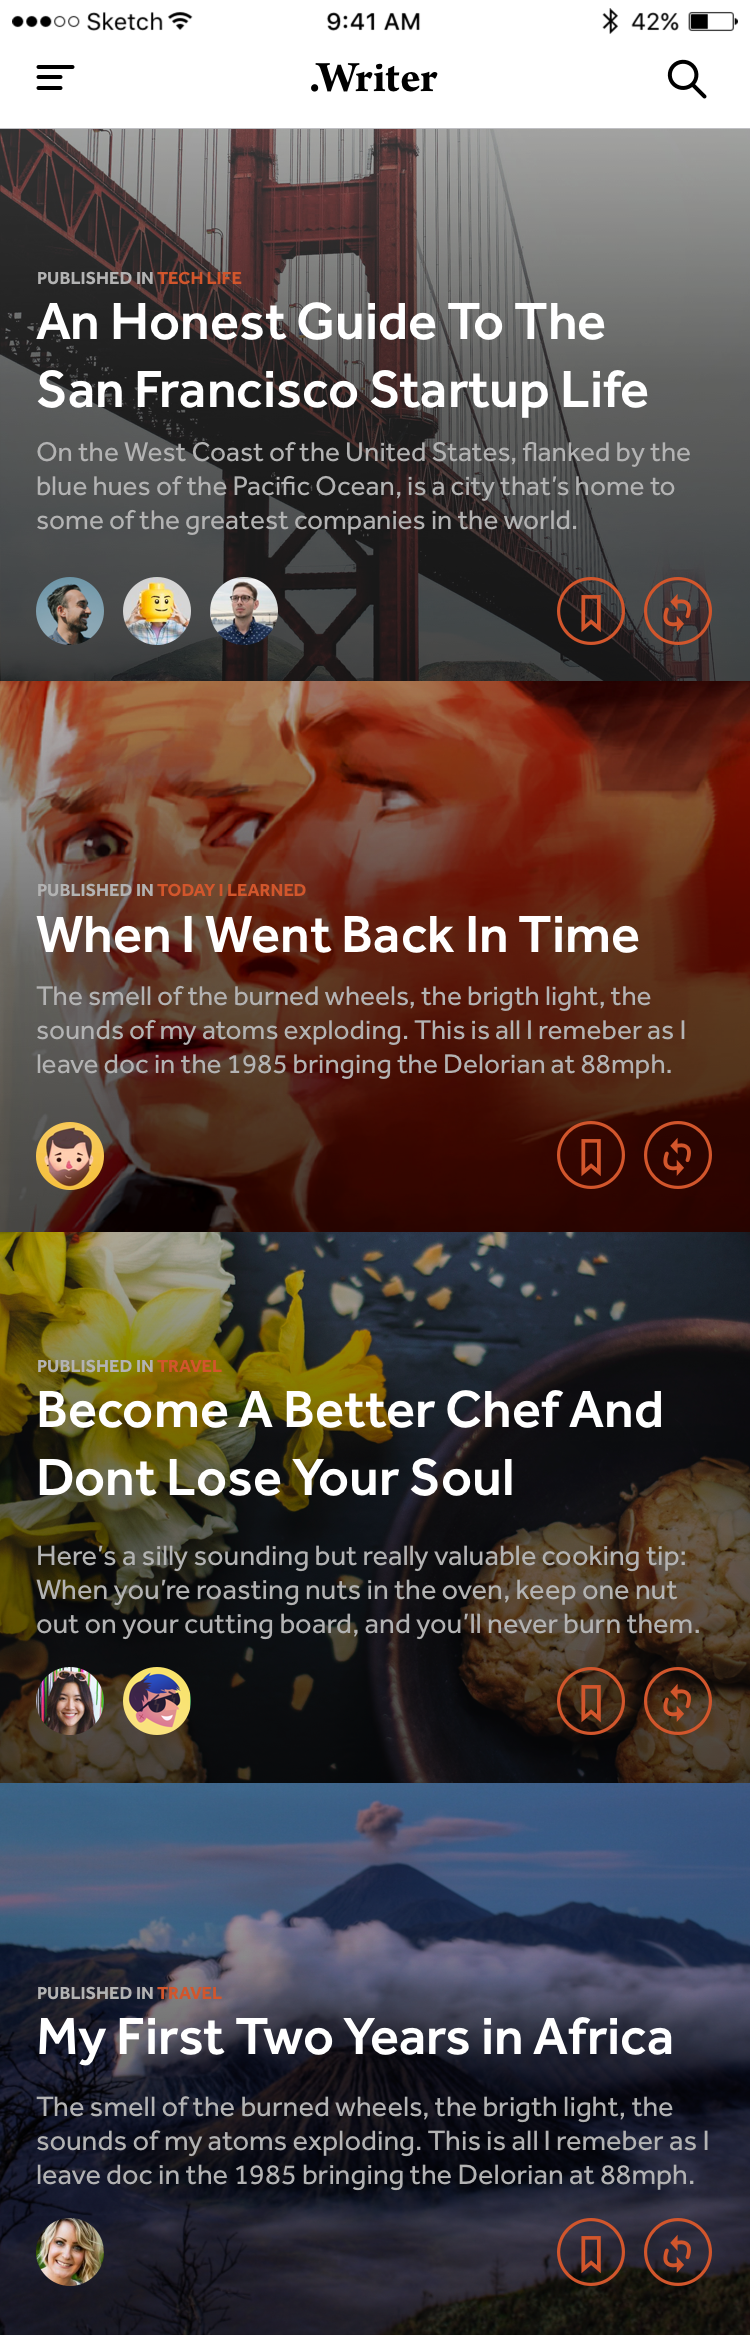 Sketch 9:41 AM 42%
.Writer
PUBLISHED IN TECH LIFE
An Honest Guide To The
San Francisco Startup Life
On the West Coast of the United States, flanked by the
blue hues of the Pacific Ocean, is a city that's home to
some of the greatest companies in the world.
PUBLISHED IN TODAY I LEARNED
When I Went Back In Time
The smell of the burned wheels, the brigth light, the
sounds of my atoms exploding. This is all I remeber as I
leave doc in the 1985 bringing the Delorian at 88mph.
PUBLISHED IN TRAVEL
Become A Better Chef And
Dont Lose Your Soul
Here's a silly sounding but really valuable cooking tip:
When you're roasting nuts in the oven, keep one nut
out on your cutting board, and you'll never burn them.
PUBLISHED IN TRAVEL
My First Two Years in Africa
The smell of the burned wheels, the brigth light, the
sounds of my atoms exploding. This is all I remeber as I
leave doc in the 1985 bringing the Delorian at 88mph.